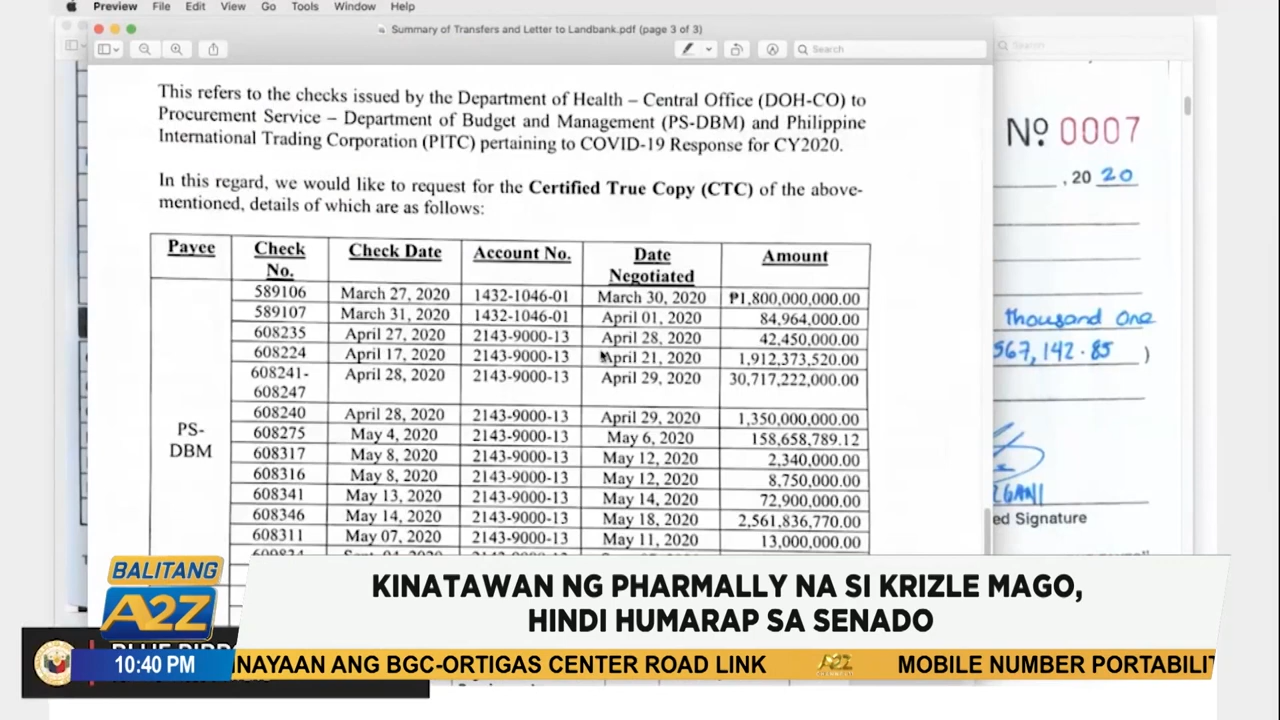 Preview File Edit View Go Tools Window Help
Summary of Transfers and Letter to Landbank.pdf (page 3 of 3)
Search
Search
This refers to the checks issued by the Department of Health – Central Office (DOH-CO) to
Procurement Service – Department of Budget and Management (PS-DBM) and Philippine
International Trading Corporation (PITC) pertaining to COVID-19 Response for CY2020.
In this regard, we would like to request for the Certified True Copy (CTC) of the above-
mentioned, details of which are as follows:
Payee Check No. Check Date Account No. Date Negotiated Amount
PS-DBM
589106 March 27, 2020 1432-1046-01 March 30, 2020 ₱1,800,000,000.00
589107 March 31, 2020 1432-1046-01 April 01, 2020 84,964,000.00
608235 April 27, 2020 2143-9000-13 April 28, 2020 42,450,000.00
608224 April 17, 2020 2143-9000-13 April 21, 2020 1,912,373,520.00
608241-608247 April 28, 2020 2143-9000-13 April 29, 2020 30,717,222,000.00
608240 April 28, 2020 2143-9000-13 April 29, 2020 1,350,000,000.00
608275 May 4, 2020 2143-9000-13 May 6, 2020 158,658,789.12
608317 May 8, 2020 2143-9000-13 May 12, 2020 2,340,000.00
608316 May 8, 2020 2143-9000-13 May 12, 2020 8,750,000.00
608341 May 13, 2020 2143-9000-13 May 14, 2020 72,900,000.00
608346 May 14, 2020 2143-9000-13 May 18, 2020 2,561,836,770.00
608311 May 07, 2020 2143-9000-13 May 11, 2020 13,000,000.00
Nº 0007
, 20 20
thousand One
567,142.85 )
ed Signature
BALITANG
A2Z
KINATAWAN NG PHARMALLY NA SI KRIZLE MAGO,
HINDI HUMARAP SA SENADO
10:40 PM
INAYAAN ANG BGC-ORTIGAS CENTER ROAD LINK A2Z CHANNEL MOBILE NUMBER PORTABILIT